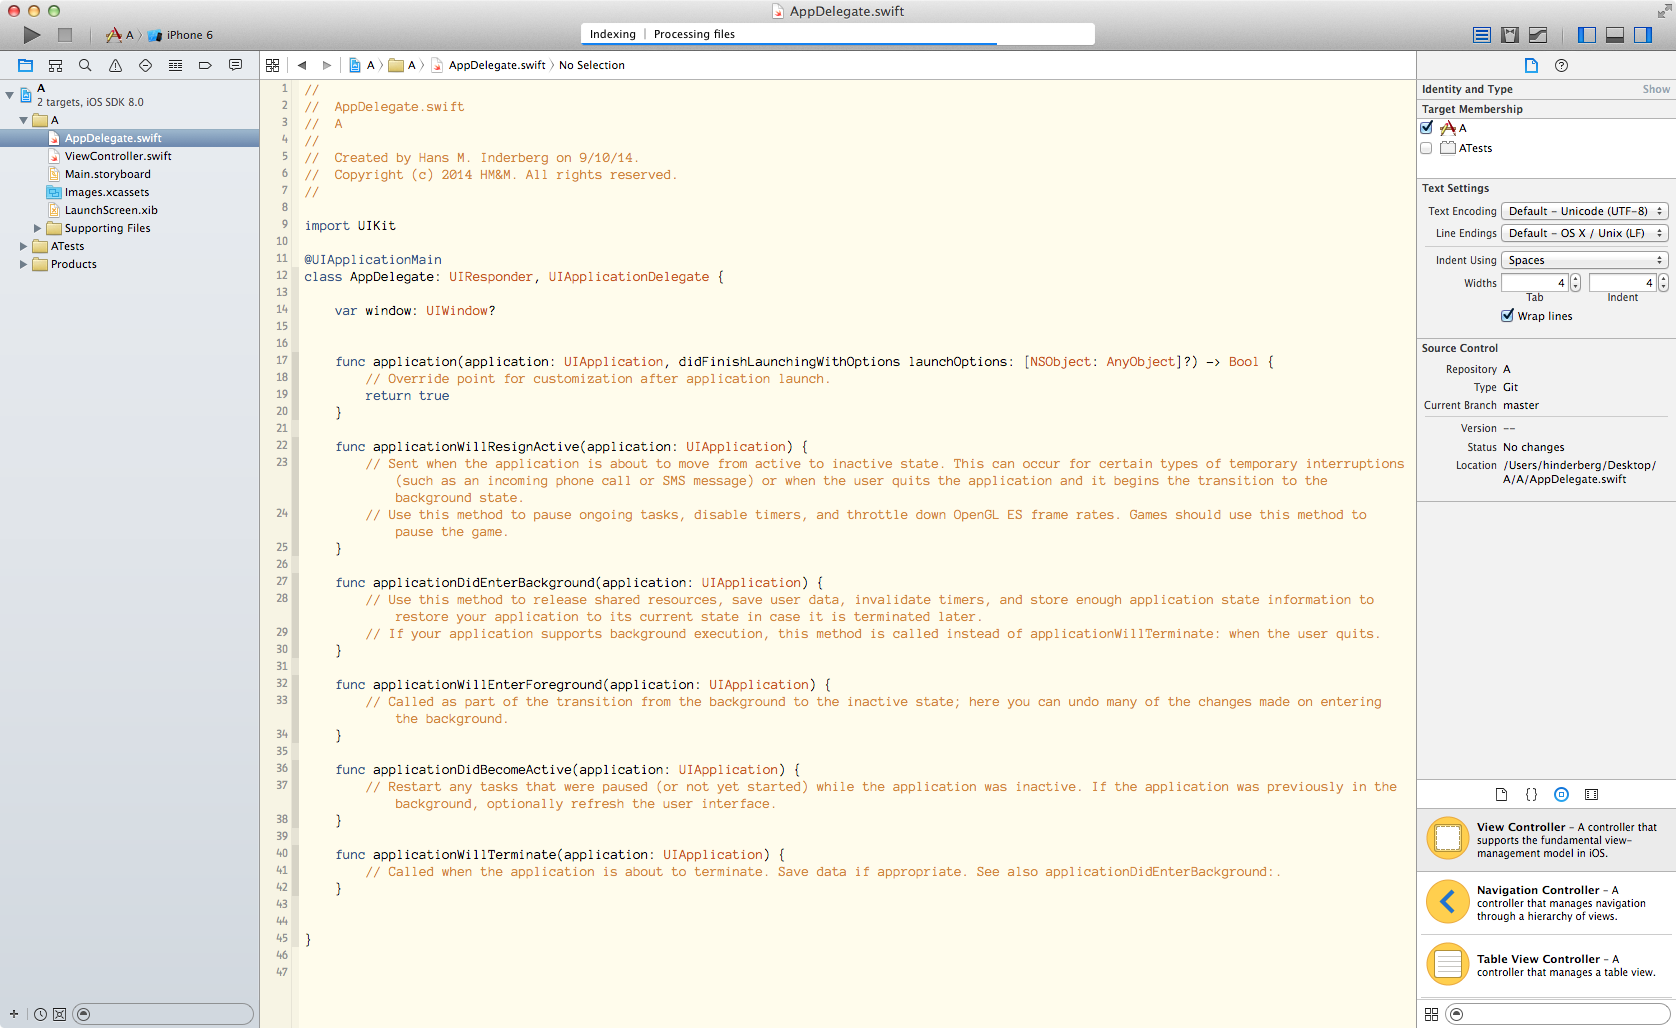 AppDelegate.swift
A
iPhone 6
Indexing | Processing files
A
A
AppDelegate.swift
No Selection
A
2 targets, iOS SDK 8.0
A
AppDelegate.swift
ViewController.swift
Main.storyboard
Images.xcassets
LaunchScreen.xib
Supporting Files
ATests
Products
1 //
2 //  AppDelegate.swift
3 //  A
4 //
5 //  Created by Hans M. Inderberg on 9/10/14.
6 //  Copyright (c) 2014 HM&M. All rights reserved.
7 //
8
9 import UIKit
10
11 @UIApplicationMain
12 class AppDelegate: UIResponder, UIApplicationDelegate {
13
14     var window: UIWindow?
15
16
17     func application(application: UIApplication, didFinishLaunchingWithOptions launchOptions: [NSObject: AnyObject]?) -> Bool {
18         // Override point for customization after application launch.
19         return true
20     }
21
22     func applicationWillResignActive(application: UIApplication) {
23         // Sent when the application is about to move from active to inactive state. This can occur for certain types of temporary interruptions
(such as an incoming phone call or SMS message) or when the user quits the application and it begins the transition to the
background state.
24         // Use this method to pause ongoing tasks, disable timers, and throttle down OpenGL ES frame rates. Games should use this method to
pause the game.
25     }
26
27     func applicationDidEnterBackground(application: UIApplication) {
28         // Use this method to release shared resources, save user data, invalidate timers, and store enough application state information to
restore your application to its current state in case it is terminated later.
29         // If your application supports background execution, this method is called instead of applicationWillTerminate: when the user quits.
30     }
31
32     func applicationWillEnterForeground(application: UIApplication) {
33         // Called as part of the transition from the background to the inactive state; here you can undo many of the changes made on entering
the background.
34     }
35
36     func applicationDidBecomeActive(application: UIApplication) {
37         // Restart any tasks that were paused (or not yet started) while the application was inactive. If the application was previously in the
background, optionally refresh the user interface.
38     }
39
40     func applicationWillTerminate(application: UIApplication) {
41         // Called when the application is about to terminate. Save data if appropriate. See also applicationDidEnterBackground:.
42     }
43
44
45 }
46
47
Identity and Type Show
Target Membership
A
ATests
Text Settings
Text Encoding Default - Unicode (UTF-8)
Line Endings Default - OS X / Unix (LF)
Indent Using Spaces
Widths 4 4
Tab Indent
Wrap lines
Source Control
Repository A
Type Git
Current Branch master
Version --
Status No changes
Location /Users/hinderberg/Desktop/
A/A/AppDelegate.swift
View Controller - A controller that
supports the fundamental view-
management model in iOS.
Navigation Controller - A
controller that manages navigation
through a hierarchy of views.
Table View Controller - A
controller that manages a table view.